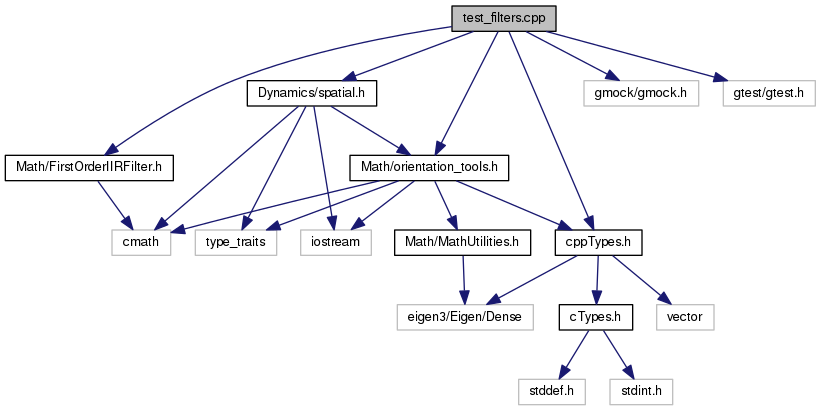 test_filters.cpp
Dynamics/spatial.h
gmock/gmock.h
gtest/gtest.h
Math/FirstOrderIIRFilter.h
Math/orientation_tools.h
cmath
type_traits
iostream
Math/MathUtilities.h
cppTypes.h
eigen3/Eigen/Dense
cTypes.h
vector
stddef.h
stdint.h